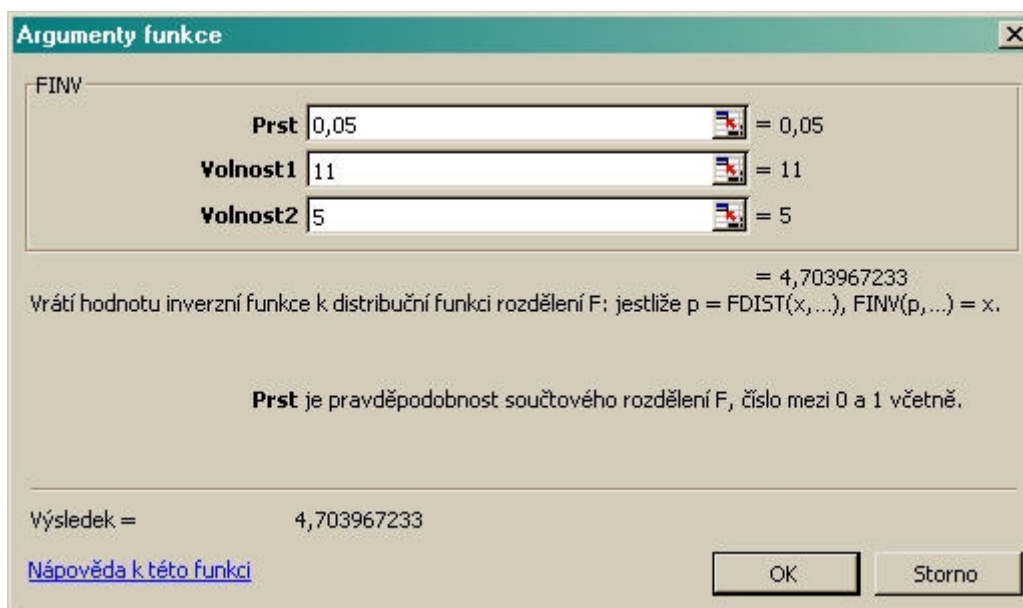 Argumenty funkce
FINV
Prst 0,05 = 0,05
Volnost1 11 = 11
Volnost2 5 = 5
= 4,703967233
Vrátí hodnotu inverzní funkce k distribuční funkci rozdělení F: jestliže p = FDIST(x,...), FINV(p,...) = x.
Prst je pravděpodobnost součtového rozdělení F, číslo mezi 0 a 1 včetně.
Výsledek = 4,703967233
Nápověda k této funkci
OK Storno